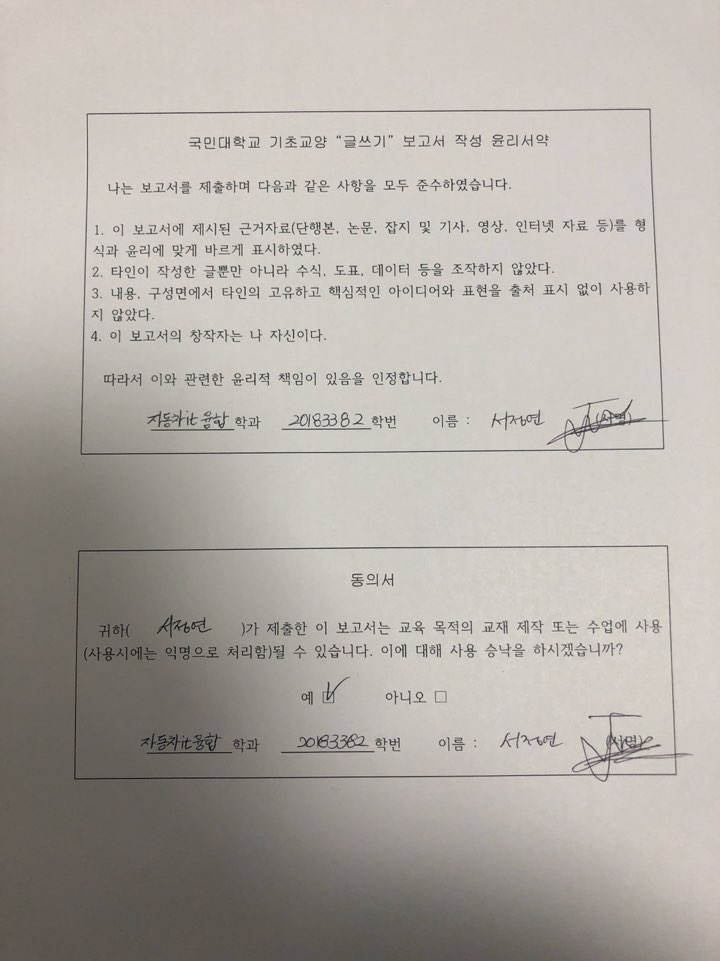 국민대학교 기초교양 “글쓰기” 보고서 작성 윤리서약
나는 보고서를 제출하며 다음과 같은 사항을 모두 준수하였습니다.
1. 이 보고서에 제시된 근거자료(단행본, 논문, 잡지 및 기사, 영상, 인터넷 자료 등)를 형
식과 윤리에 맞게 바르게 표시하였다.
2. 타인이 작성한 글뿐만 아니라 수식, 도표, 데이터 등을 조작하지 않았다.
3. 내용, 구성면에서 타인의 고유하고 핵심적인 아이디어와 표현을 출처 표시 없이 사용하
지 않았다.
4. 이 보고서의 창작자는 나 자신이다.
따라서 이와 관련한 윤리적 책임이 있음을 인정합니다.
자동차it융합 학과 20183382 학번 이름 : 서정연 (서명)
동의서
귀하( 서정연 )가 제출한 이 보고서는 교육 목적의 교재 제작 또는 수업에 사용
(사용시에는 익명으로 처리함)될 수 있습니다. 이에 대해 사용 승낙을 하시겠습니까?
예 ☑ 아니오 □
자동차it융합 학과 20183382 학번 이름 : 서정연 (서명)